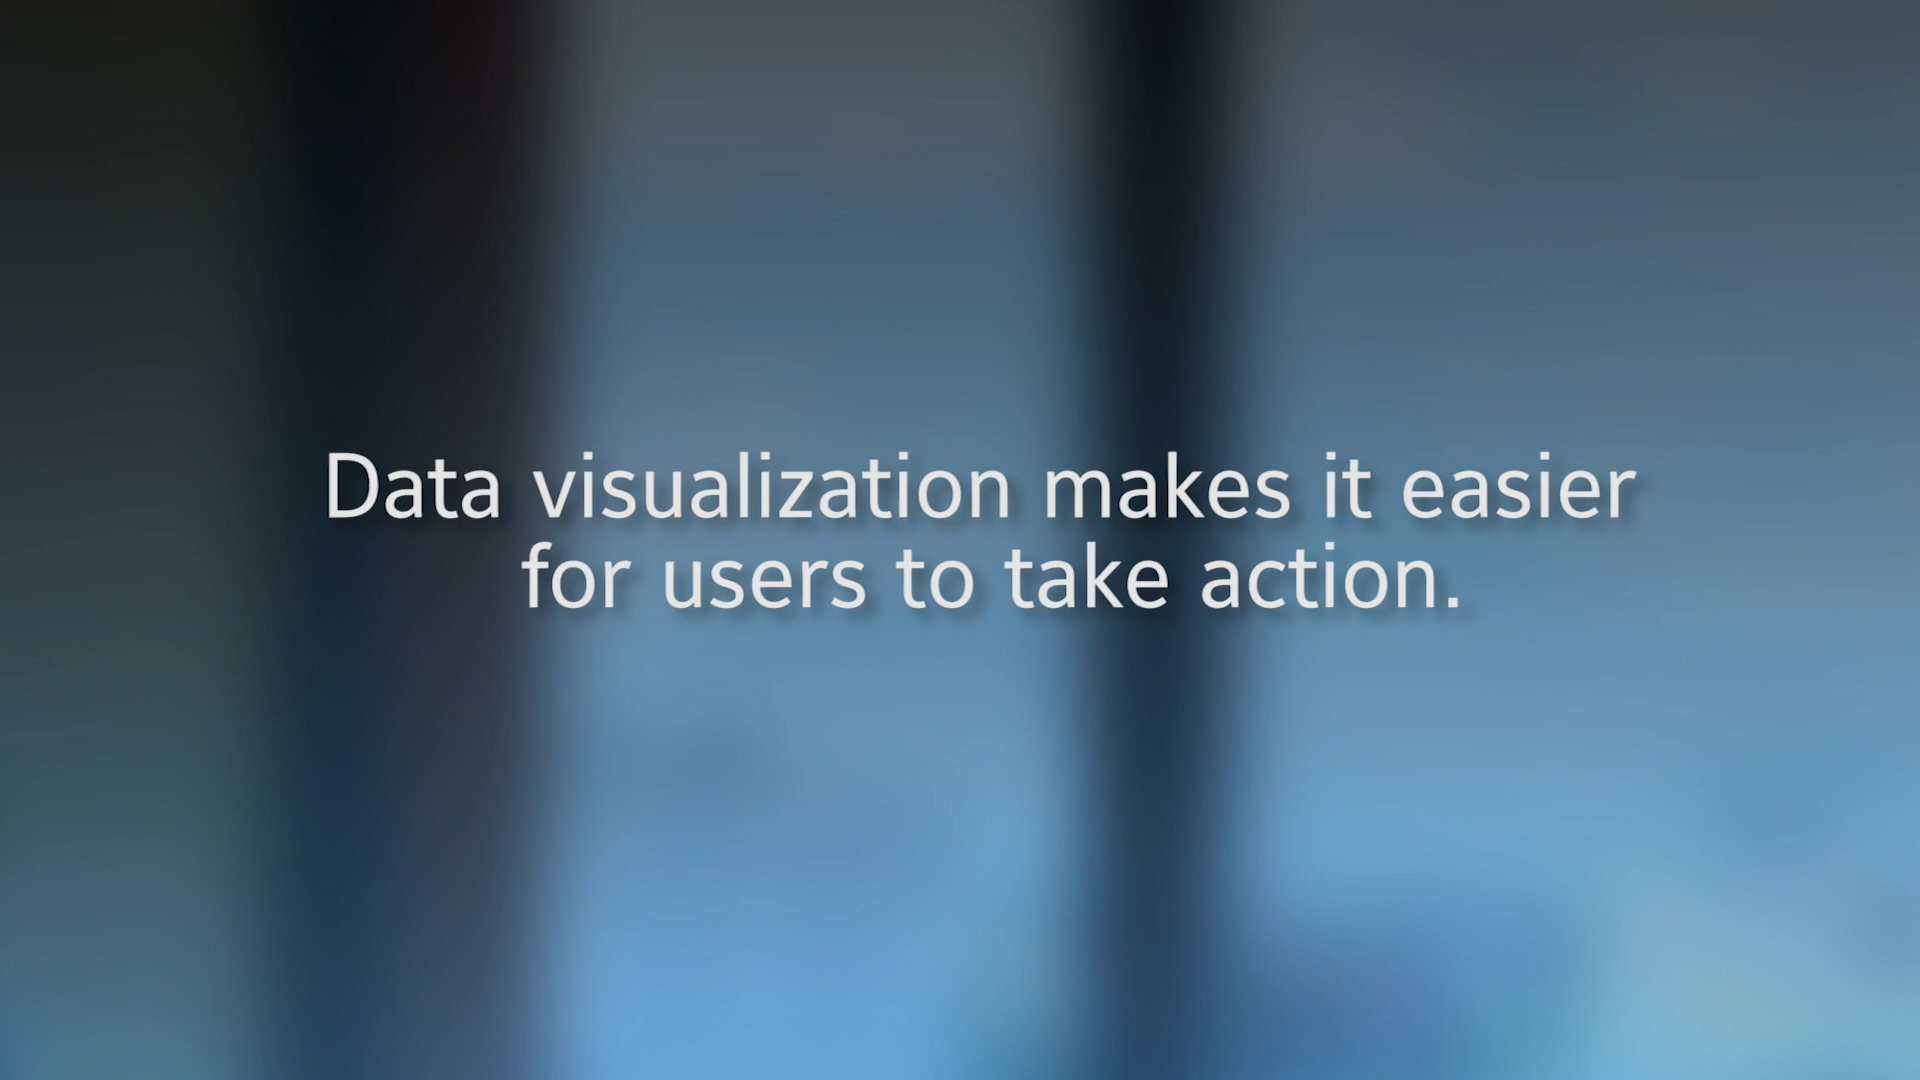 Data visualization makes it easier
for users to take action.